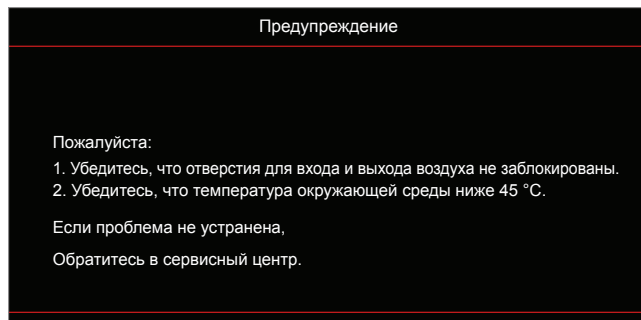 Предупреждение
Пожалуйста:
1. Убедитесь, что отверстия для входа и выхода воздуха не заблокированы.
2. Убедитесь, что температура окружающей среды ниже 45 °C.
Если проблема не устранена,
Обратитесь в сервисный центр.